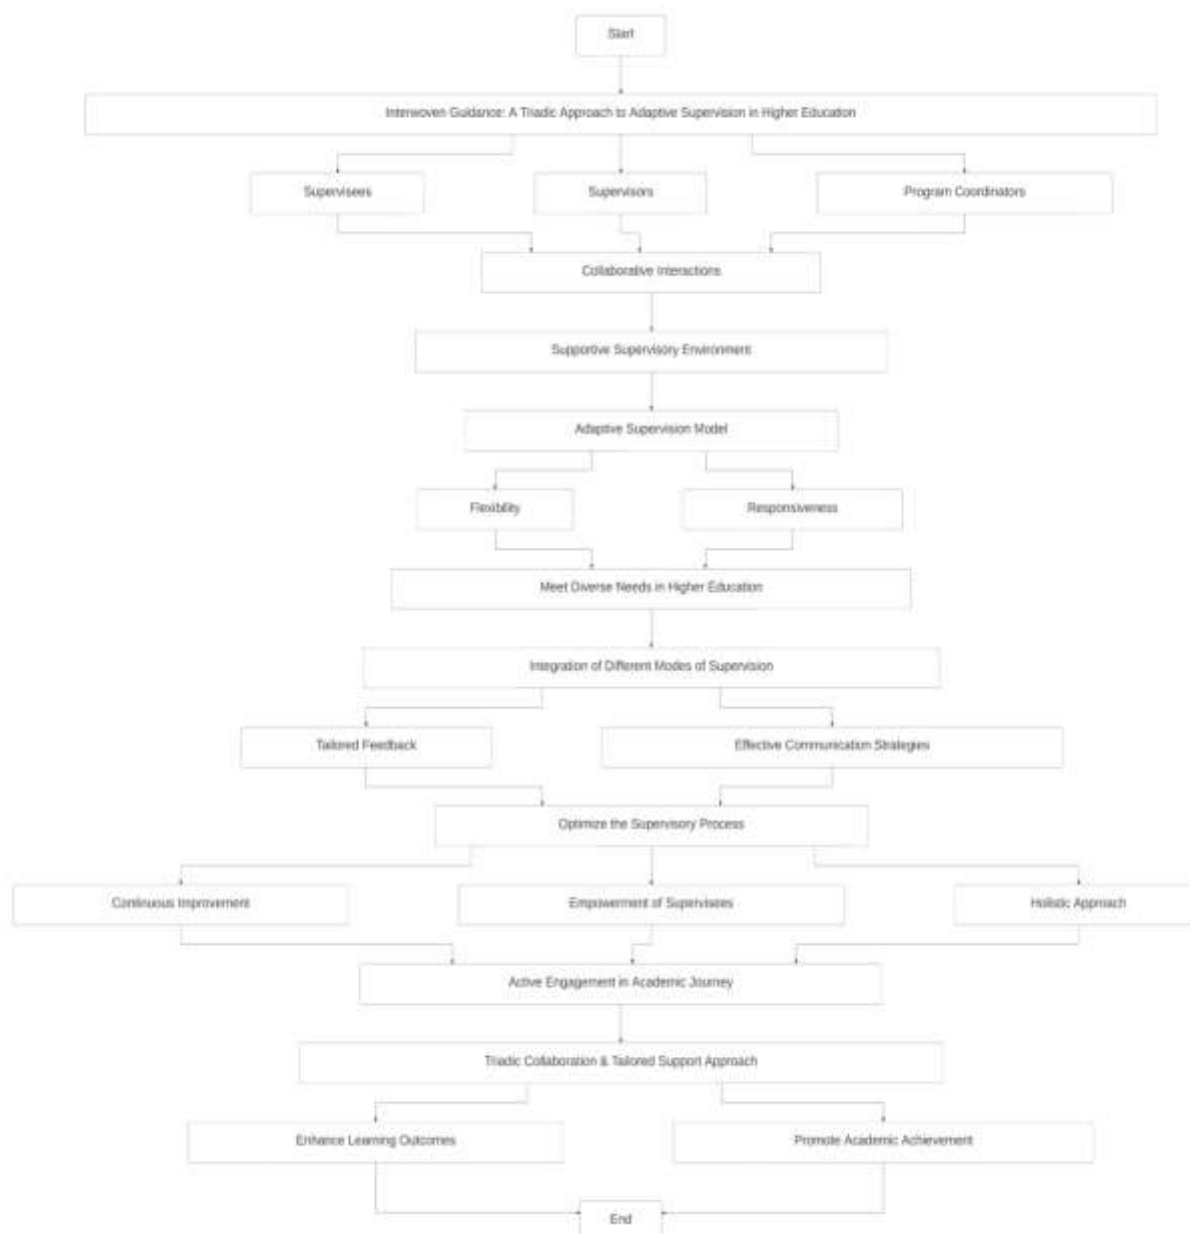 Start
Interwoven Guidance: A Triadic Approach to Adaptive Supervision in Higher Education
Supervisees
Supervisors
Program Coordinators
Collaborative Interactions
Supportive Supervisory Environment
Adaptive Supervision Model
Flexibility
Responsiveness
Meet Diverse Needs in Higher Education
Integration of Different Modes of Supervision
Tailored Feedback
Effective Communication Strategies
Optimize the Supervisory Process
Continuous Improvement
Empowerment of Supervisees
Holistic Approach
Active Engagement in Academic Journey
Triadic Collaboration & Tailored Support Approach
Enhance Learning Outcomes
Promote Academic Achievement
End